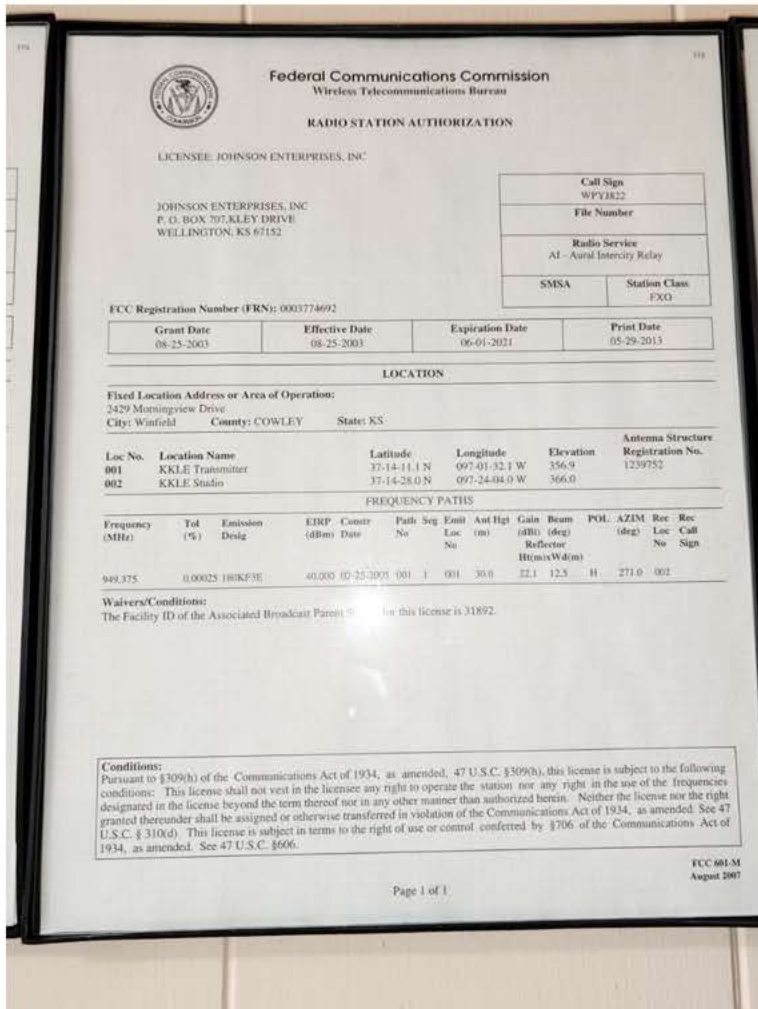 Federal Communications Commission
Wireless Telecommunications Bureau
RADIO STATION AUTHORIZATION
LICENSEE: JOHNSON ENTERPRISES, INC
JOHNSON ENTERPRISES, INC
P. O. BOX 707,KLEY DRIVE
WELLINGTON, KS 67152
Call Sign
WPYJ822
File Number
Radio Service
AI - Aural Intercity Relay
SMSA Station Class
FXO
FCC Registration Number (FRN): 0003774692
Grant Date Effective Date Expiration Date Print Date
08-25-2003 08-25-2003 06-01-2021 05-29-2013
LOCATION
Fixed Location Address or Area of Operation:
2429 Morningview Drive
City: Winfield County: COWLEY State: KS
Antenna Structure
Loc No. Location Name Latitude Longitude Elevation Registration No.
001 KKLE Transmitter 37-14-11.1 N 097-01-32.1 W 356.9 1239752
002 KKLE Studio 37-14-28.0 N 097-24-04.0 W 366.0
FREQUENCY PATHS
Frequency Tol Emission EIRP Constr Path Seg Emit Ant Hgt Gain Beam POL AZIM Rec Rec
(MHz) (%) Desig (dBm) Date No Loc (m) (dBi) (deg) (deg) Loc Call
No Reflector No Sign
Ht(m)xWd(m)
949.375 0.00025 180KF3E 40.000 02-25-2005 001 1 001 30.0 22.1 12.5 H 271.0 002
Waivers/Conditions:
The Facility ID of the Associated Broadcast Parent for this license is 31892.
Conditions:
Pursuant to §309(h) of the Communications Act of 1934, as amended, 47 U.S.C. §309(h), this license is subject to the following
conditions: This license shall not vest in the licensee any right to operate the station nor any right in the use of the frequencies
designated in the license beyond the term thereof nor in any other manner than authorized herein. Neither the license nor the right
granted thereunder shall be assigned or otherwise transferred in violation of the Communications Act of 1934, as amended. See 47
U.S.C. § 310(d). This license is subject in terms to the right of use or control conferred by §706 of the Communications Act of
1934, as amended. See 47 U.S.C. §606.
FCC 601-M
August 2007
Page 1 of 1